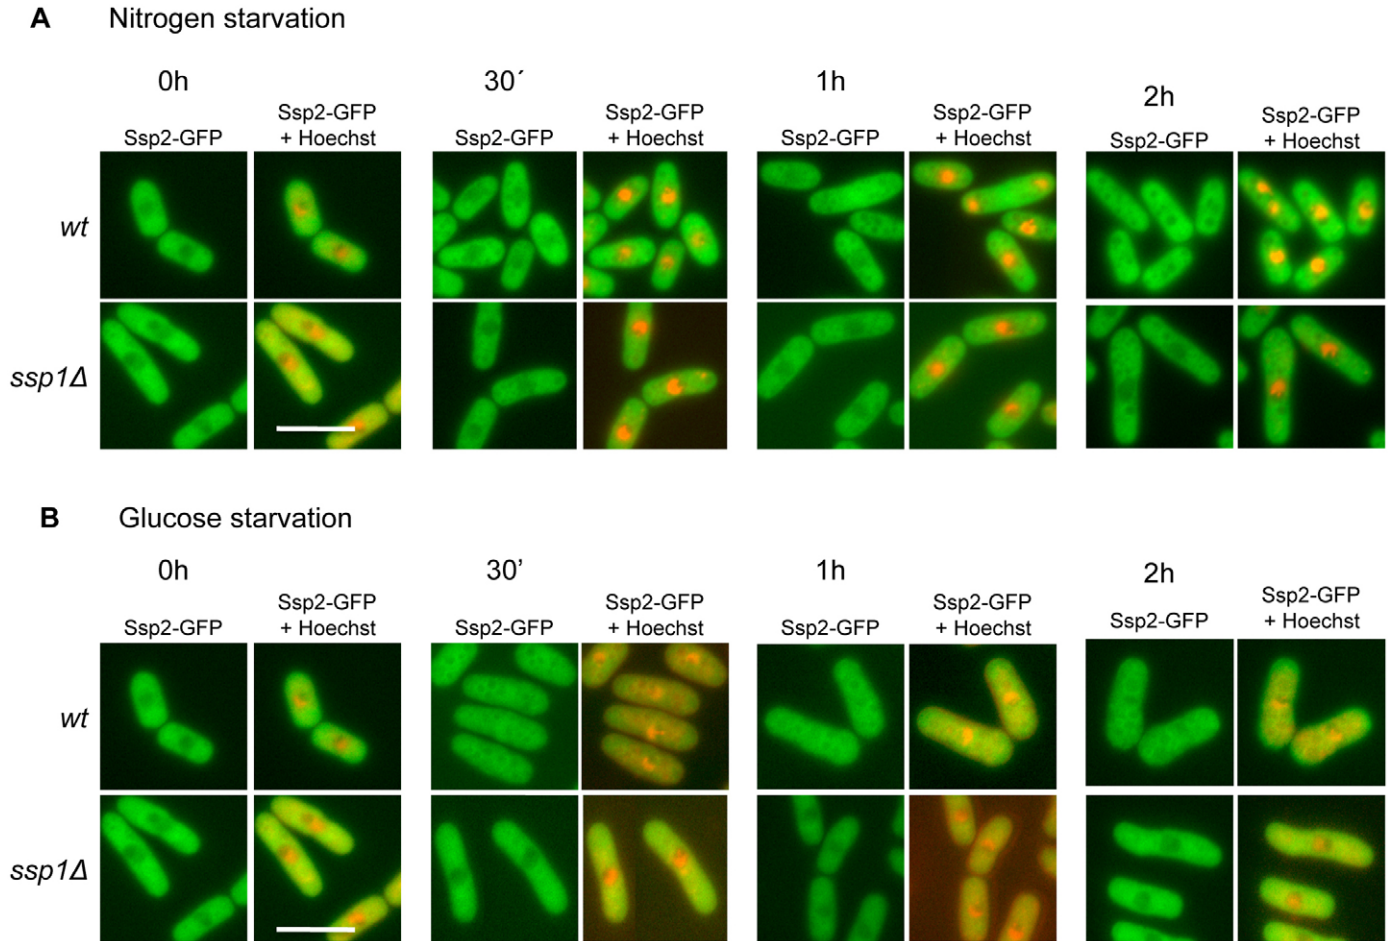 A Nitrogen starvation
0h 30´ 1h 2h
Ssp2-GFP Ssp2-GFP + Hoechst Ssp2-GFP Ssp2-GFP + Hoechst Ssp2-GFP Ssp2-GFP + Hoechst Ssp2-GFP Ssp2-GFP + Hoechst
wt
ssp1Δ
B Glucose starvation
0h 30’ 1h 2h
Ssp2-GFP Ssp2-GFP + Hoechst Ssp2-GFP Ssp2-GFP + Hoechst Ssp2-GFP Ssp2-GFP + Hoechst Ssp2-GFP Ssp2-GFP + Hoechst
wt
ssp1Δ